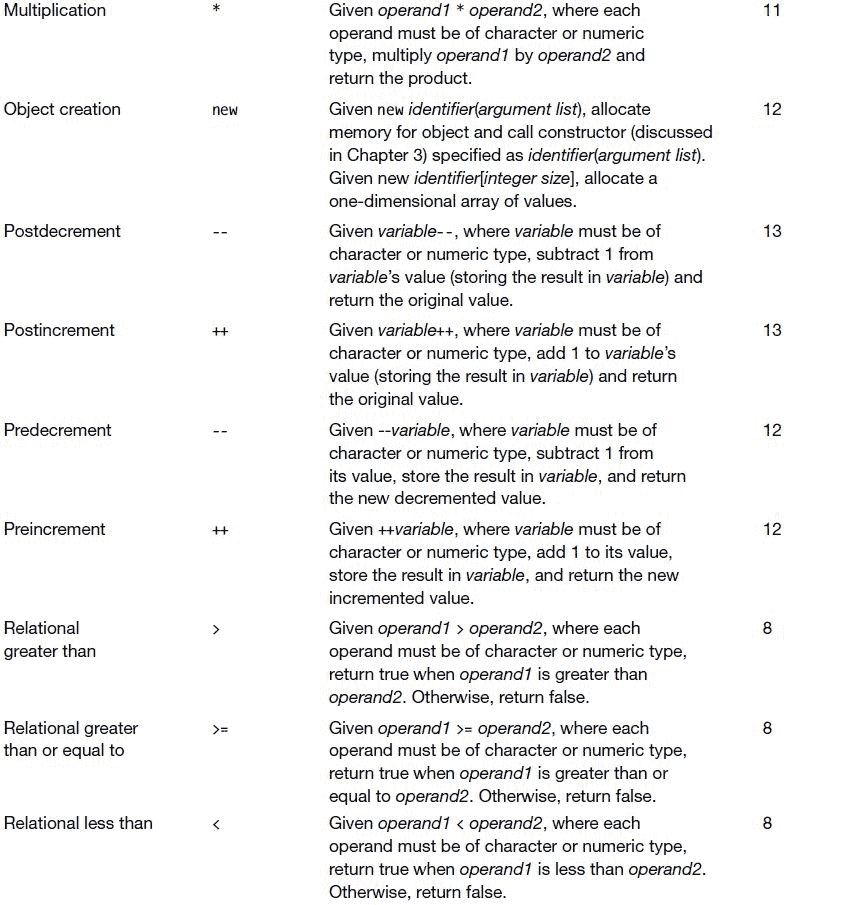 Multiplication * Given operand1 * operand2, where each 11
operand must be of character or numeric
type, multiply operand1 by operand2 and
return the product.
Object creation new Given new identifier(argument list), allocate 12
memory for object and call constructor (discussed
in Chapter 3) specified as identifier(argument list).
Given new identifier[integer size], allocate a
one-dimensional array of values.
Postdecrement -- Given variable--, where variable must be of 13
character or numeric type, subtract 1 from
variable's value (storing the result in variable) and
return the original value.
Postincrement ++ Given variable++, where variable must be of 13
character or numeric type, add 1 to variable's
value (storing the result in variable) and return
the original value.
Predecrement -- Given --variable, where variable must be of 12
character or numeric type, subtract 1 from
its value, store the result in variable, and return
the new decremented value.
Preincrement ++ Given ++variable, where variable must be of 12
character or numeric type, add 1 to its value,
store the result in variable, and return the new
incremented value.
Relational > Given operand1 > operand2, where each 8
greater than operand must be of character or numeric type,
return true when operand1 is greater than
operand2. Otherwise, return false.
Relational greater >= Given operand1 >= operand2, where each 8
than or equal to operand must be of character or numeric type,
return true when operand1 is greater than or
equal to operand2. Otherwise, return false.
Relational less than < Given operand1 < operand2, where each 8
operand must be of character or numeric type,
return true when operand1 is less than operand2.
Otherwise, return false.